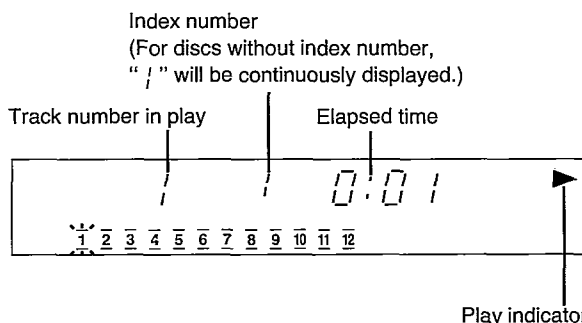 Index number
(For discs without index number,
“ 1 ” will be continuously displayed.)
Track number in play
Elapsed time
1 1 0:01
1 2 3 4 5 6 7 8 9 10 11 12
Play indicator